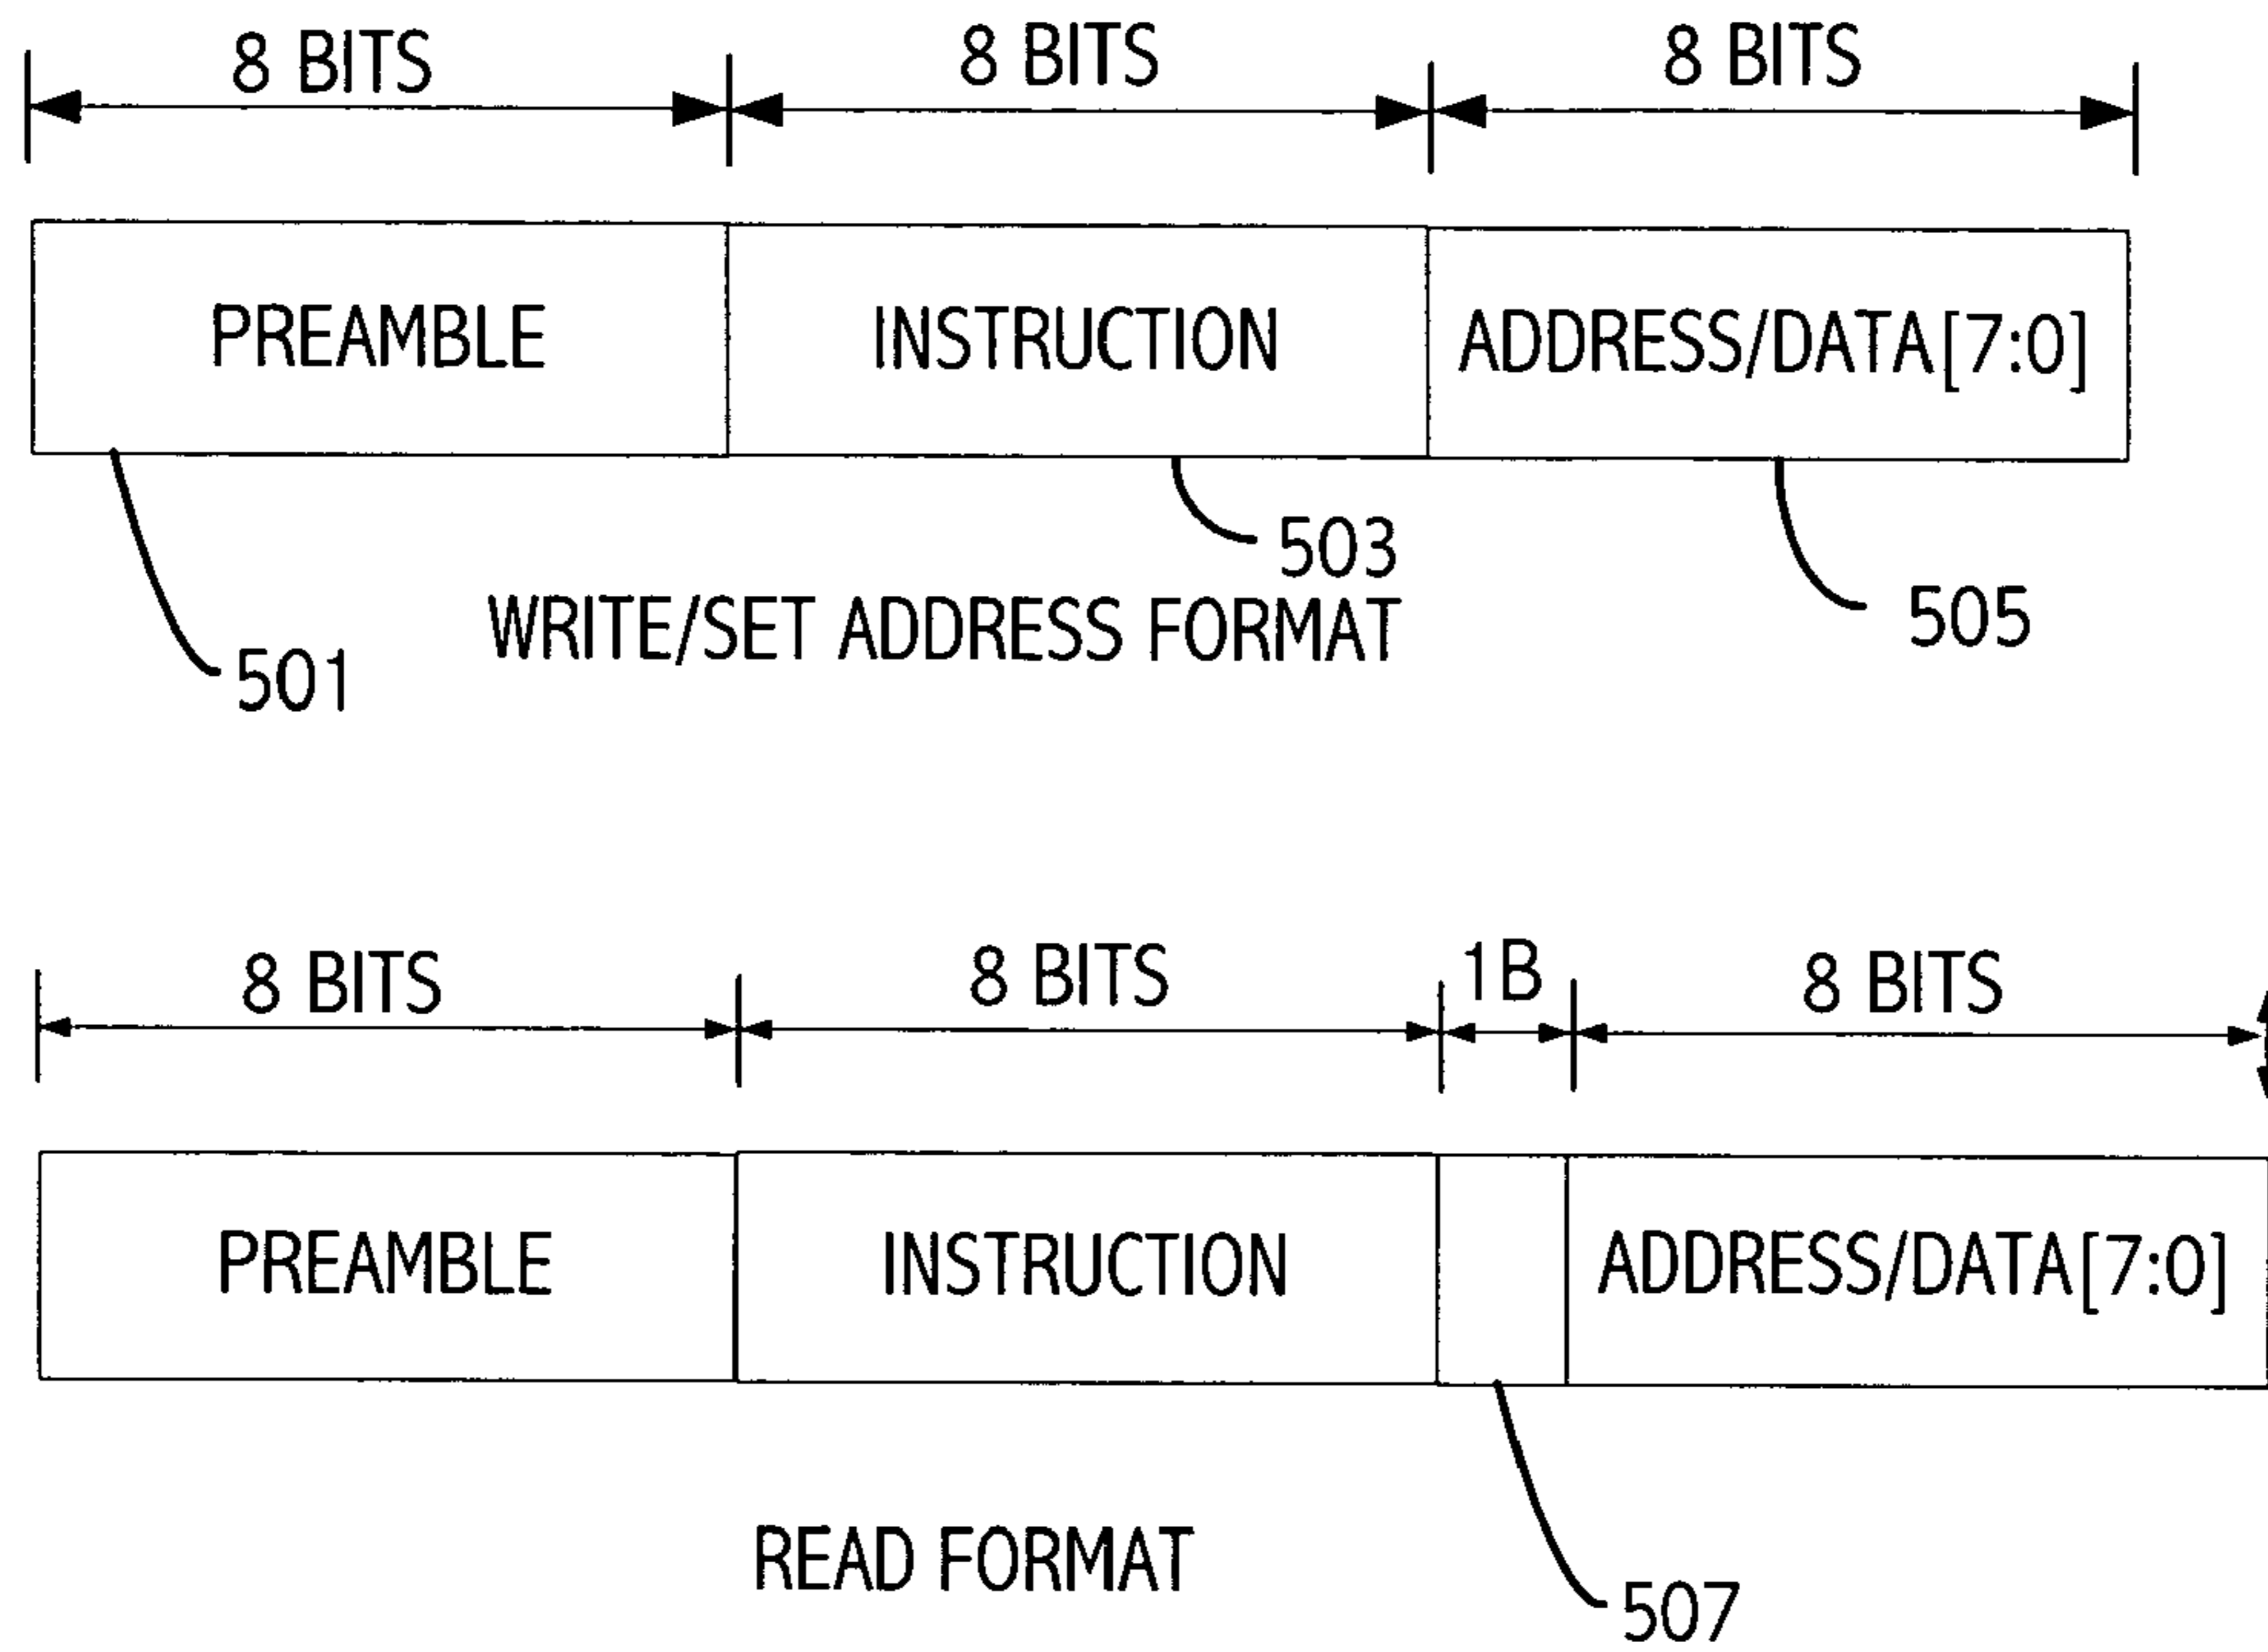 8 BITS 8 BITS 8 BITS
PREAMBLE INSTRUCTION ADDRESS/DATA[7:0]
503
WRITE/SET ADDRESS FORMAT 505
501
8 BITS 8 BITS 1B 8 BITS
PREAMBLE INSTRUCTION ADDRESS/DATA[7:0]
READ FORMAT
507